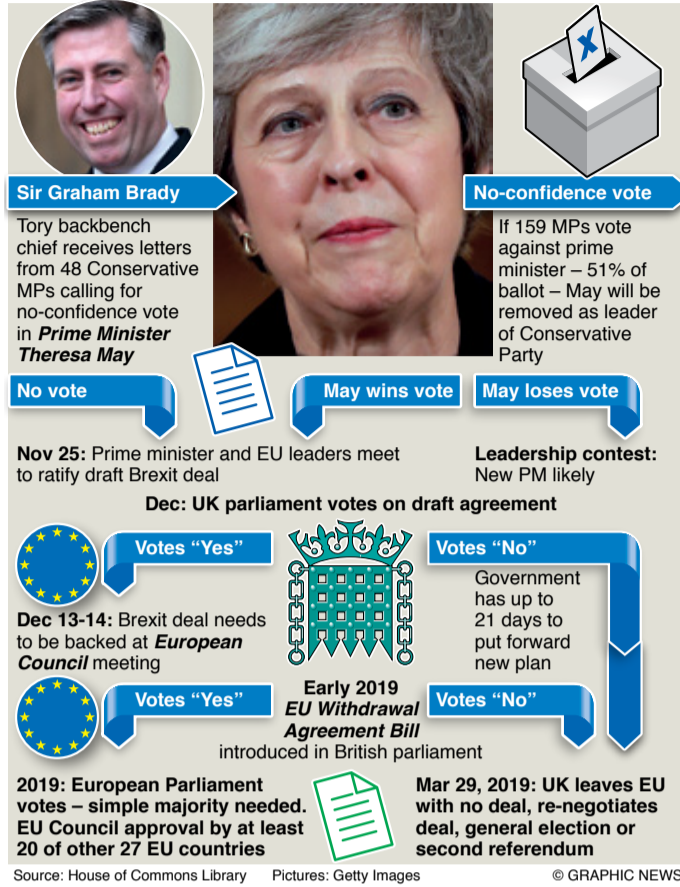 Sir Graham Brady
Tory backbench
chief receives letters
from 48 Conservative
MPs calling for
no-confidence vote
in Prime Minister
Theresa May
X
No-confidence vote
If 159 MPs vote
against prime
minister – 51% of
ballot – May will be
removed as leader
of Conservative
Party
No vote
May wins vote
May loses vote
Nov 25: Prime minister and EU leaders meet
to ratify draft Brexit deal
Leadership contest:
New PM likely
Dec: UK parliament votes on draft agreement
Votes “Yes”
Votes “No”
Dec 13-14: Brexit deal needs
to be backed at European
Council meeting
Government
has up to
21 days to
put forward
new plan
Votes “Yes”
Early 2019
EU Withdrawal
Agreement Bill
introduced in British parliament
Votes “No”
2019: European Parliament
votes – simple majority needed.
EU Council approval by at least
20 of other 27 EU countries
Mar 29, 2019: UK leaves EU
with no deal, re-negotiates
deal, general election or
second referendum
Source: House of Commons Library
Pictures: Getty Images
© GRAPHIC NEWS